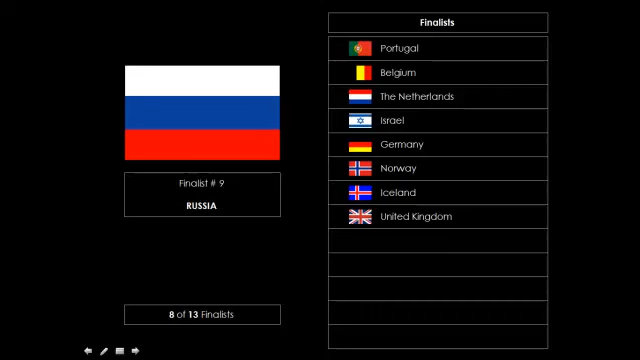 Finalists
Portugal
Belgium
The Netherlands
Israel
Germany
Norway
Iceland
United Kingdom
Finalist # 9
RUSSIA
8 of 13 Finalists